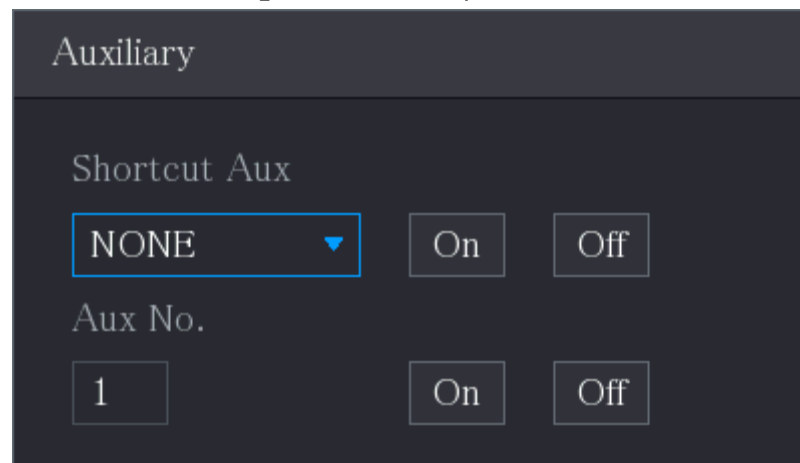 Auxiliary
Shortcut Aux
NONE On Off
Aux No.
1 On Off